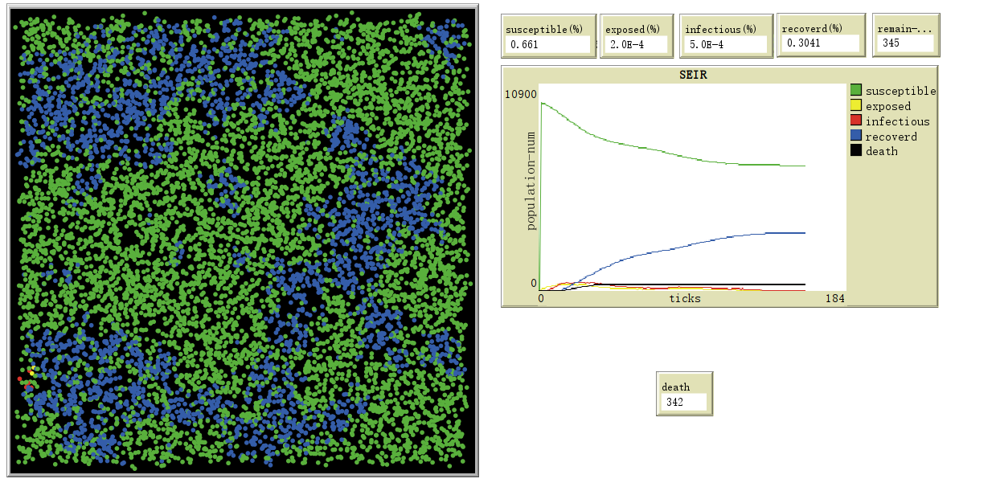 susceptible(%)
0.661
exposed(%)
2.0E-4
infectious(%)
5.0E-4
recoverd(%)
0.3041
remain-...
345
SEIR
10900
population-num
0
0
ticks
184
susceptible
exposed
infectious
recoverd
death
death
342